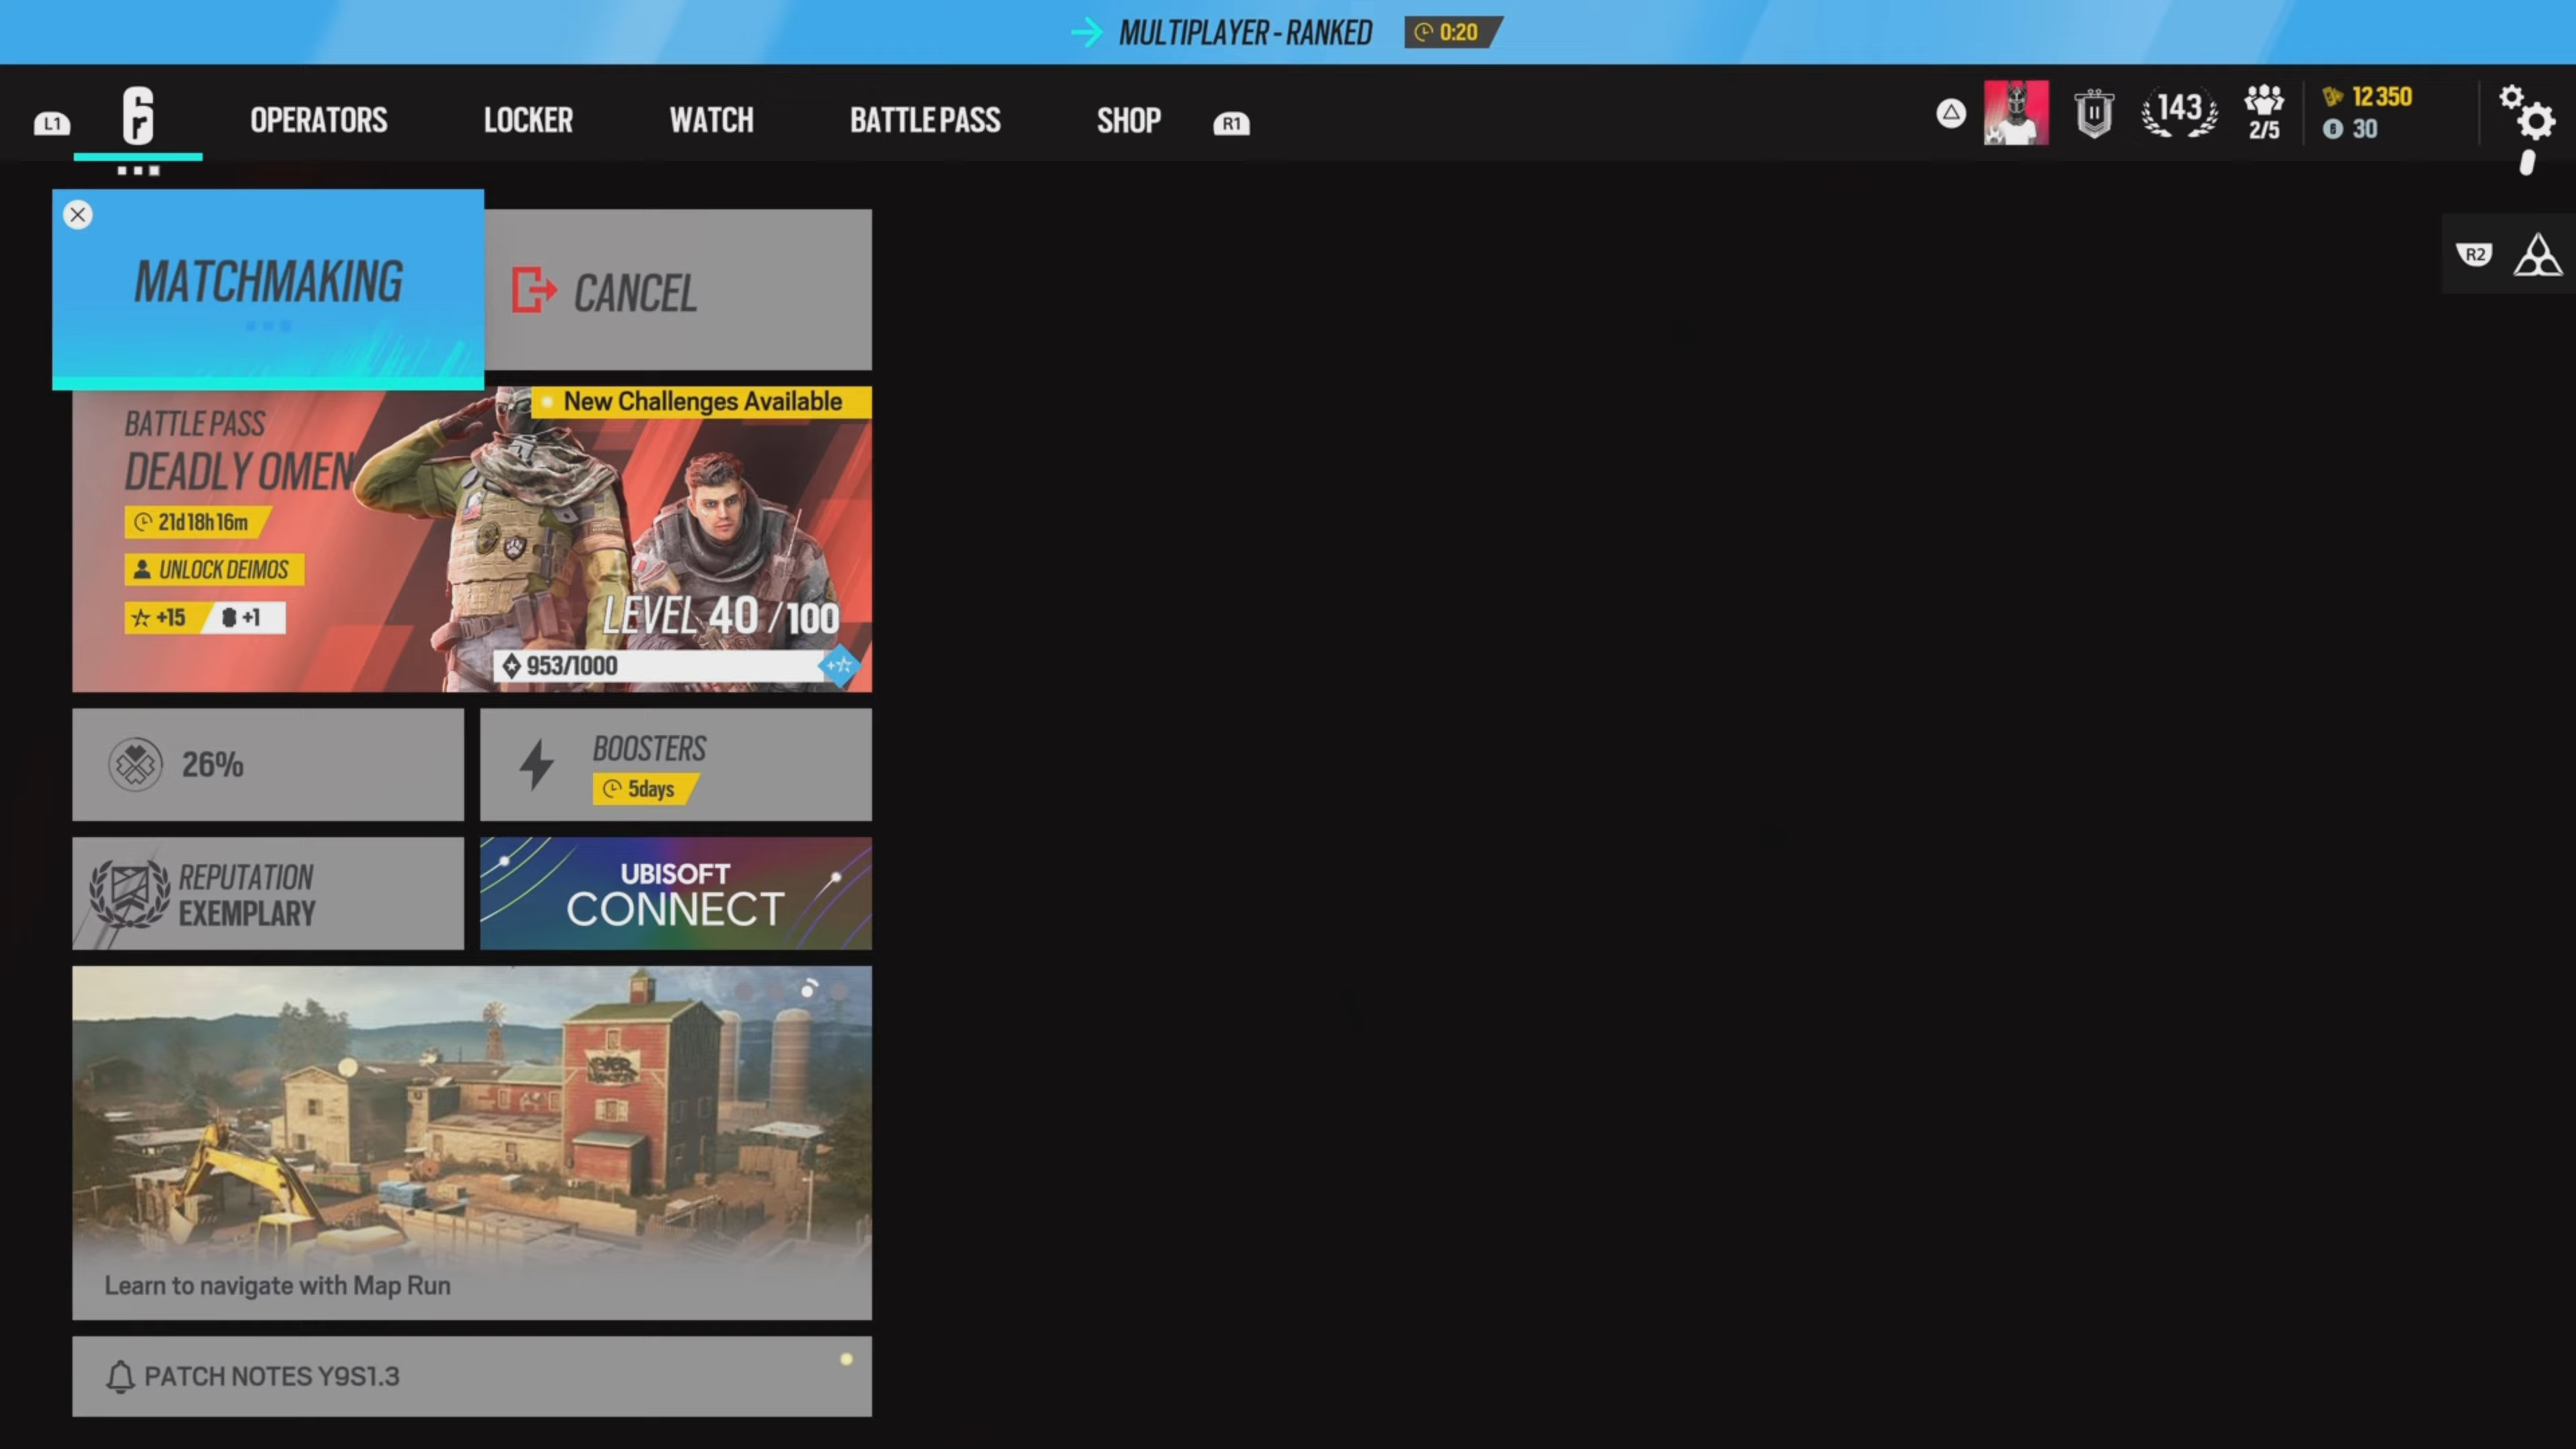 MULTIPLAYER - RANKED
0:20
L1
OPERATORS
LOCKER
WATCH
BATTLE PASS
SHOP
R1
II
143
2/5
12 350
30
R2
MATCHMAKING
CANCEL
New Challenges Available
BATTLE PASS
DEADLY OMEN
21d 18h 16m
UNLOCK DEIMOS
+15
+1
LEVEL 40 / 100
953/1000
26%
BOOSTERS
5days
REPUTATION
EXEMPLARY
UBISOFT
CONNECT
Learn to navigate with Map Run
PATCH NOTES Y9S1.3